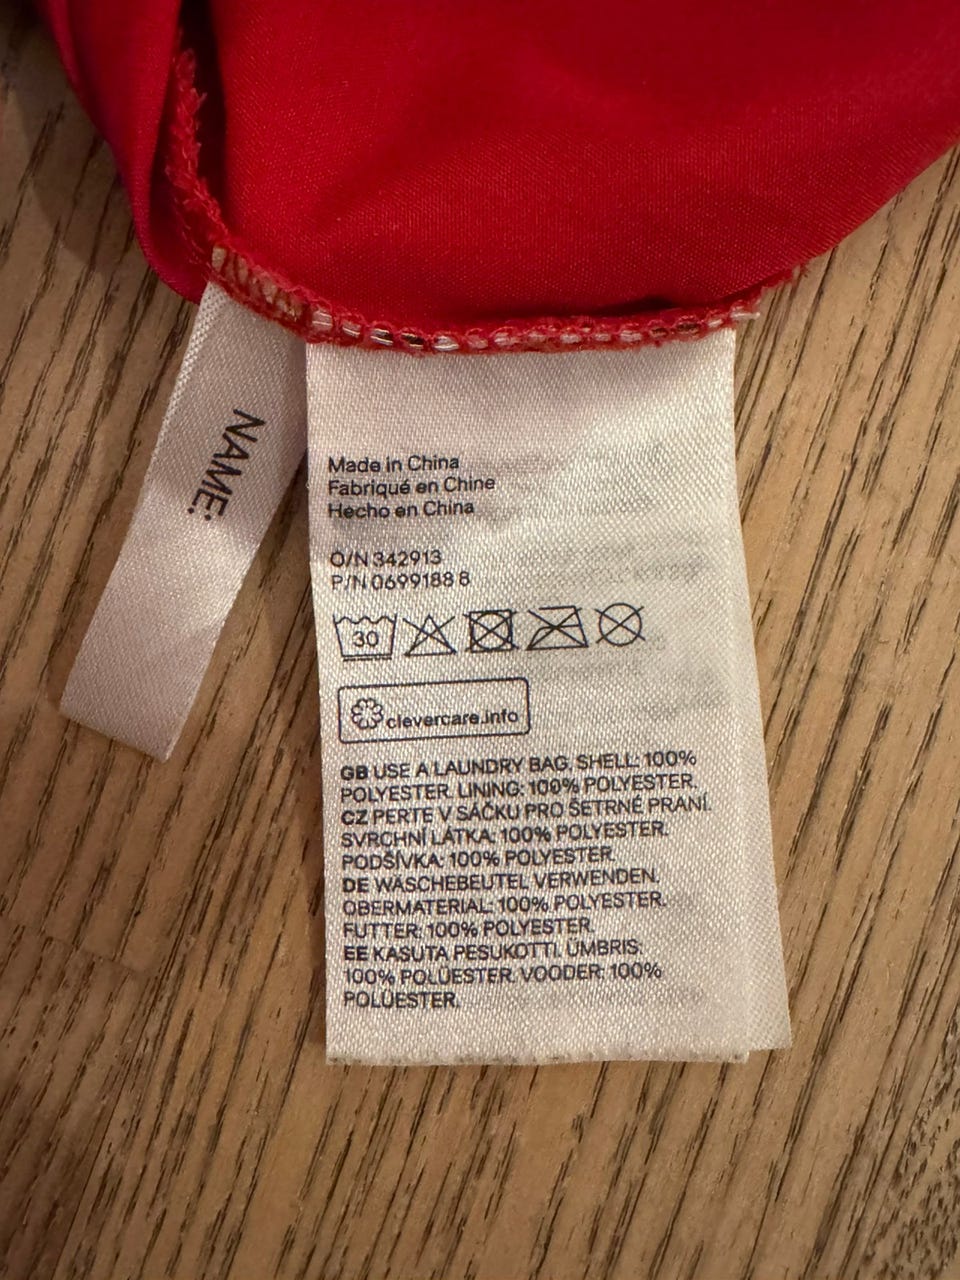 NAME:
Made in China
Fabriqué en Chine
Hecho en China
O/N 342913
P/N 0699188 8
30
clevercare.info
GB USE A LAUNDRY BAG. SHELL: 100%
POLYESTER. LINING: 100% POLYESTER.
CZ PERTE V SÁČKU PRO ŠETRNÉ PRANÍ.
SVRCHNÍ LÁTKA: 100% POLYESTER.
PODŠÍVKA: 100% POLYESTER.
DE WÄSCHEBEUTEL VERWENDEN.
OBERMATERIAL: 100% POLYESTER.
FUTTER: 100% POLYESTER.
EE KASUTA PESUKOTTI. ÜMBRIS:
100% POLÜESTER. VOODER: 100%
POLÜESTER.